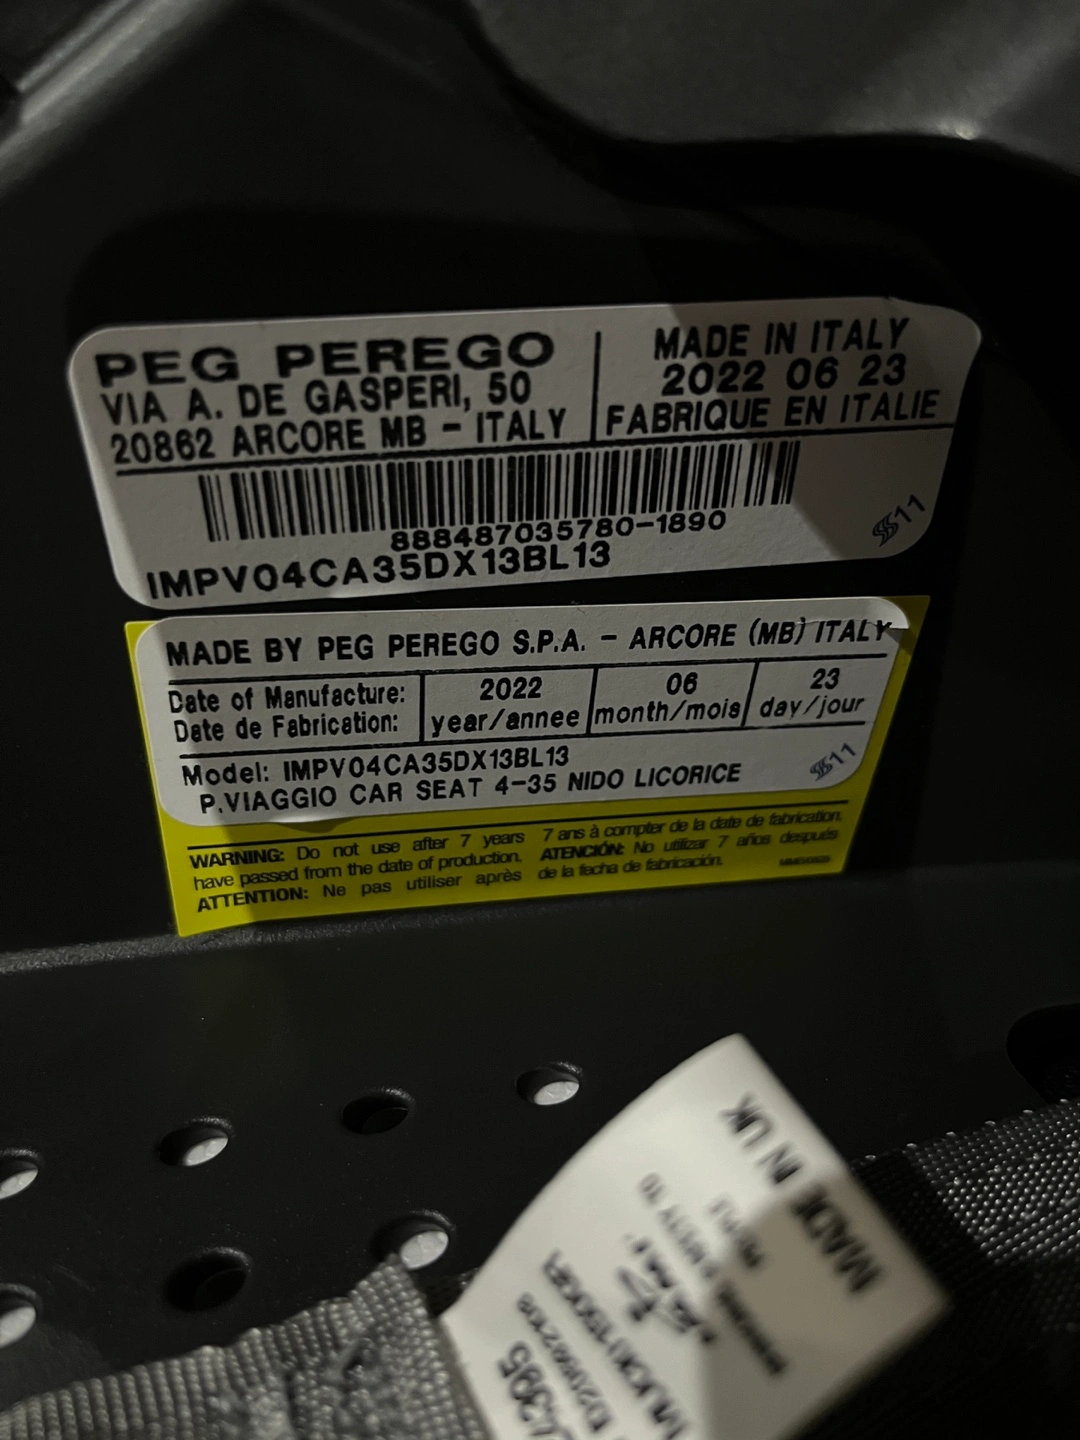 PEG PEREGO
VIA A. DE GASPERI, 50
20862 ARCORE MB - ITALY
MADE IN ITALY
2022 06 23
FABRIQUE EN ITALIE
888487035780-1890
IMPV04CA35DX13BL13
11
MADE BY PEG PEREGO S.P.A. - ARCORE (MB) ITALY
Date of Manufacture:
Date de Fabrication:
2022
year/annee
06
month/mois
23
day/jour
Model: IMPV04CA35DX13BL13
P.VIAGGIO CAR SEAT 4-35 NIDO LICORICE
11
WARNING: Do not use after 7 years
have passed from the date of production.
ATTENTION: Ne pas utiliser après
7 ans à compter de la date de fabrication.
ATENCIÓN: No utilizar 7 años después
de la fecha de fabricación.
MADE IN UK